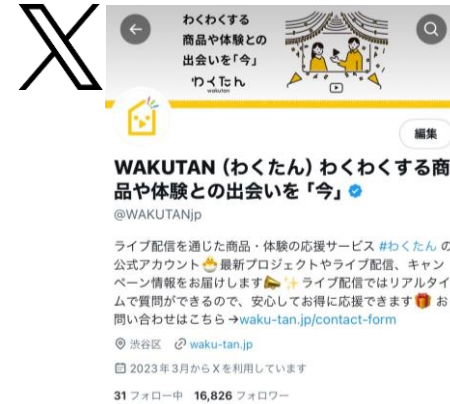 X
わくわくする
商品や体験との
出会いを「今」
わくたん
wakutan
編集
WAKUTAN（わくたん）わくわくする商
品や体験との出会いを「今」
@WAKUTANjp
ライブ配信を通じた商品・体験の応援サービス #わくたん の
公式アカウント🐣最新プロジェクトやライブ配信、キャン
ペーン情報をお届けします📣✨ライブ配信ではリアルタイ
ムで質問ができるので、安心してお得に応援できます🎁 お
問い合わせはこちら→waku-tan.jp/contact-form
渋谷区 waku-tan.jp
2023年3月からXを利用しています
31 フォロー中 16,826 フォロワー